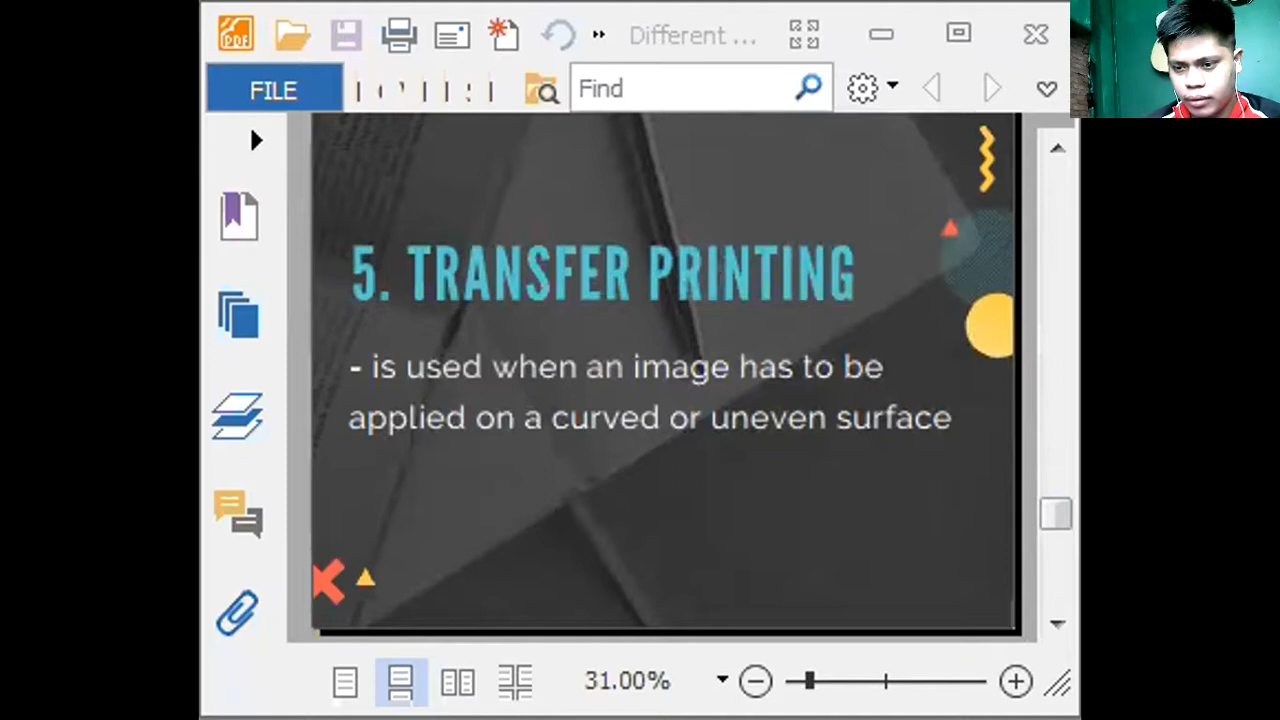 PDF
Different ...
FILE
Find
5. TRANSFER PRINTING
- is used when an image has to be
applied on a curved or uneven surface
31.00%